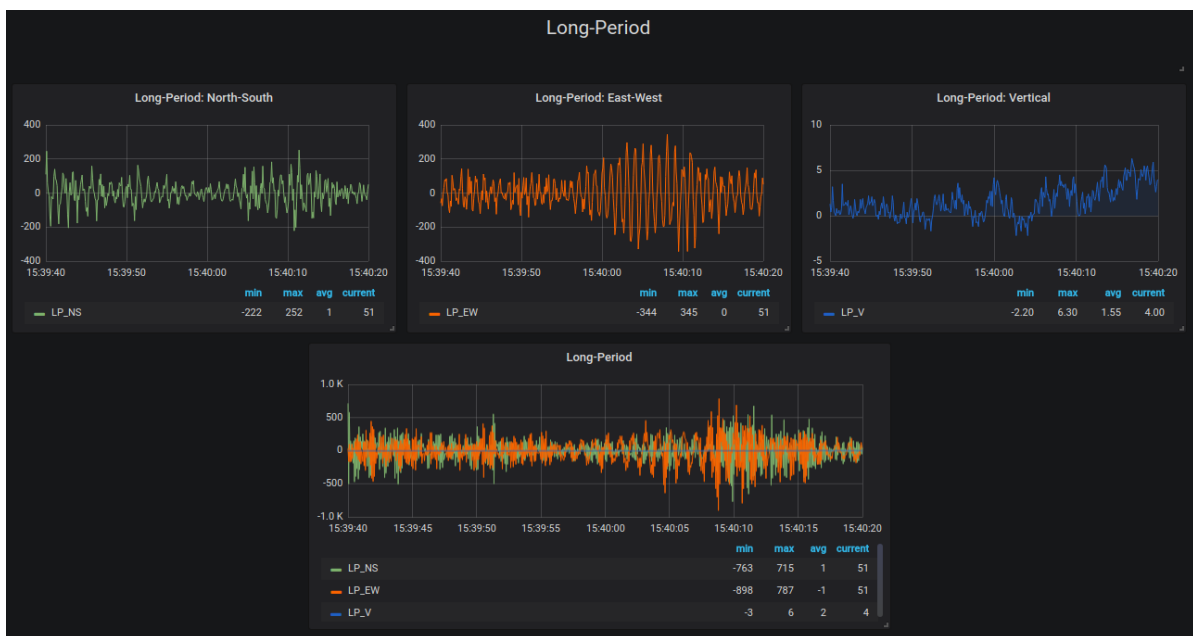 Long-Period
Long-Period: North-South
400
200
0
-200
-400
15:39:40 15:39:50 15:40:00 15:40:10 15:40:20
min max avg current
LP_NS -222 252 1 51
Long-Period: East-West
400
200
0
-200
-400
15:39:40 15:39:50 15:40:00 15:40:10 15:40:20
min max avg current
LP_EW -344 345 0 51
Long-Period: Vertical
10
5
0
-5
15:39:40 15:39:50 15:40:00 15:40:10 15:40:20
min max avg current
LP_V -2.20 6.30 1.55 4.00
Long-Period
1.0 K
500
0
-500
-1.0 K
15:39:40 15:39:45 15:39:50 15:39:55 15:40:00 15:40:05 15:40:10 15:40:15 15:40:20
min max avg current
LP_NS -763 715 1 51
LP_EW -898 787 -1 51
LP_V -3 6 2 4